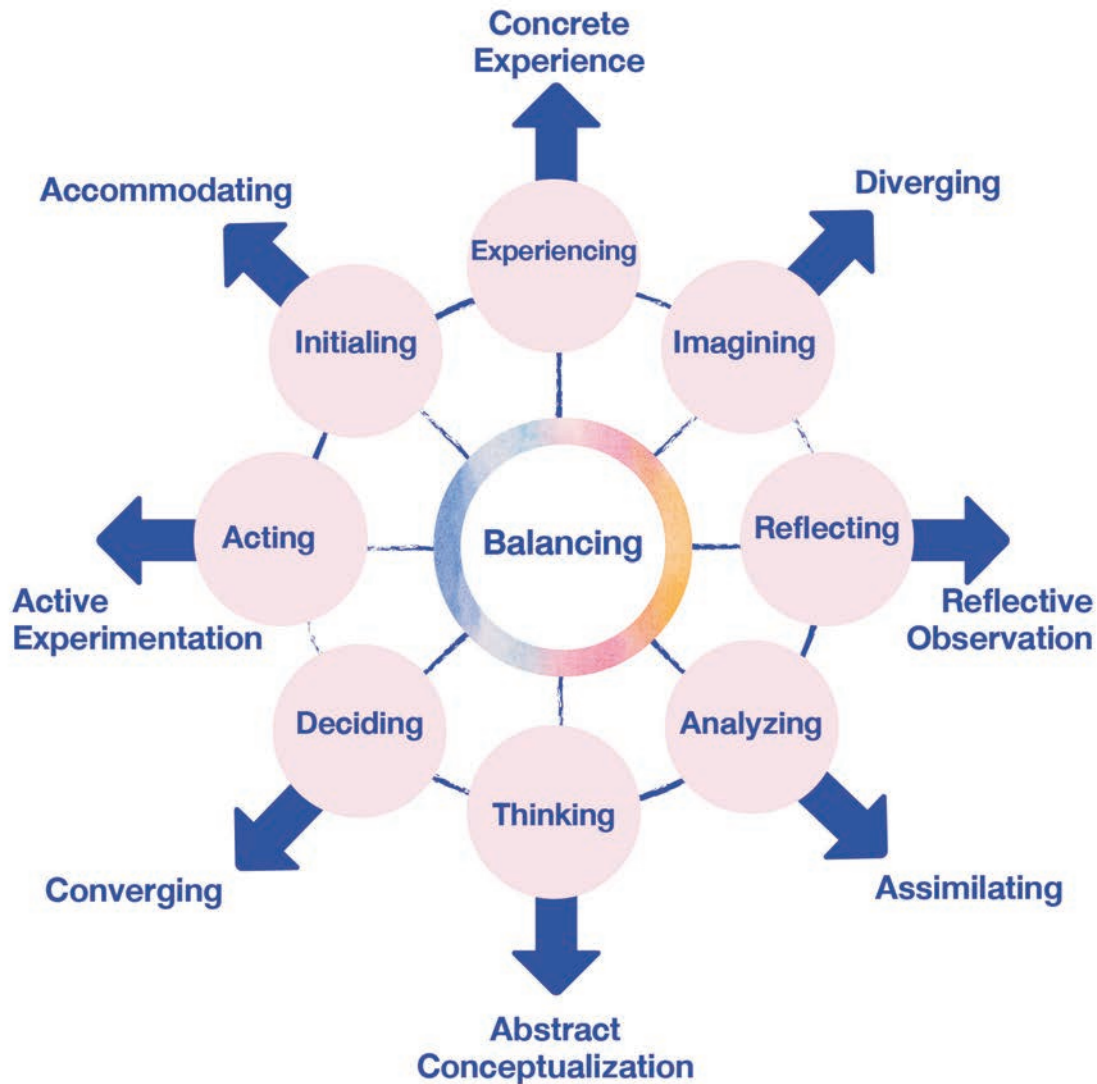 Concrete
Experience
Accommodating
Diverging
Experiencing
Initialing
Imagining
Acting
Balancing
Reflecting
Active
Experimentation
Reflective
Observation
Deciding
Analyzing
Thinking
Converging
Assimilating
Abstract
Conceptualization